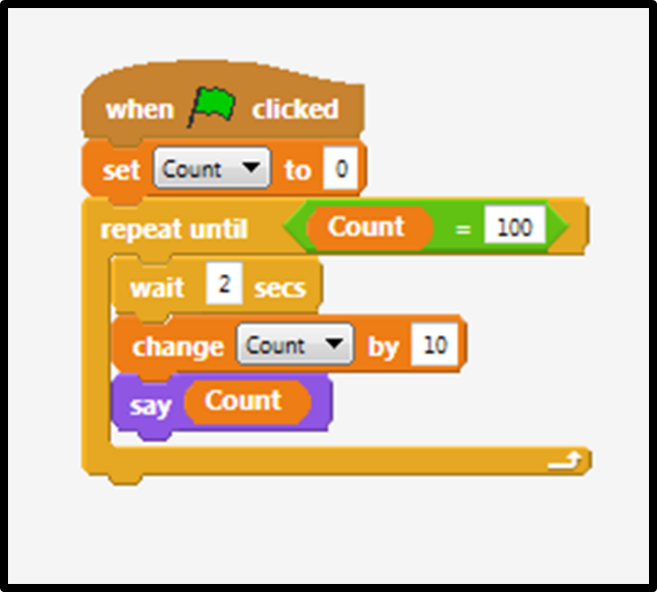 when clicked
set Count to 0
repeat until Count = 100
wait 2 secs
change Count by 10
say Count